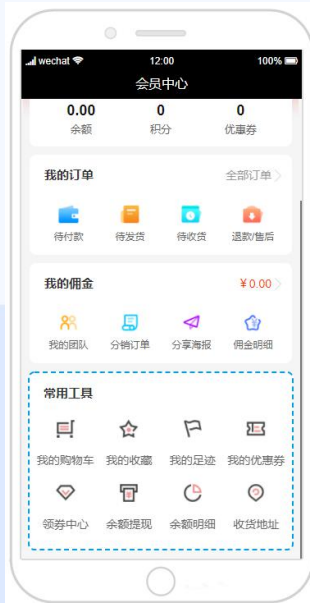 wechat 12:00 100%
会员中心
0.00 0 0
余额 积分 优惠券
我的订单 全部订单
待付款 待发货 待收货 退款/售后
我的佣金 ¥0.00
我的团队 分销订单 分享海报 佣金明细
常用工具
我的购物车 我的收藏 我的足迹 我的优惠券
领券中心 余额提现 余额明细 收货地址